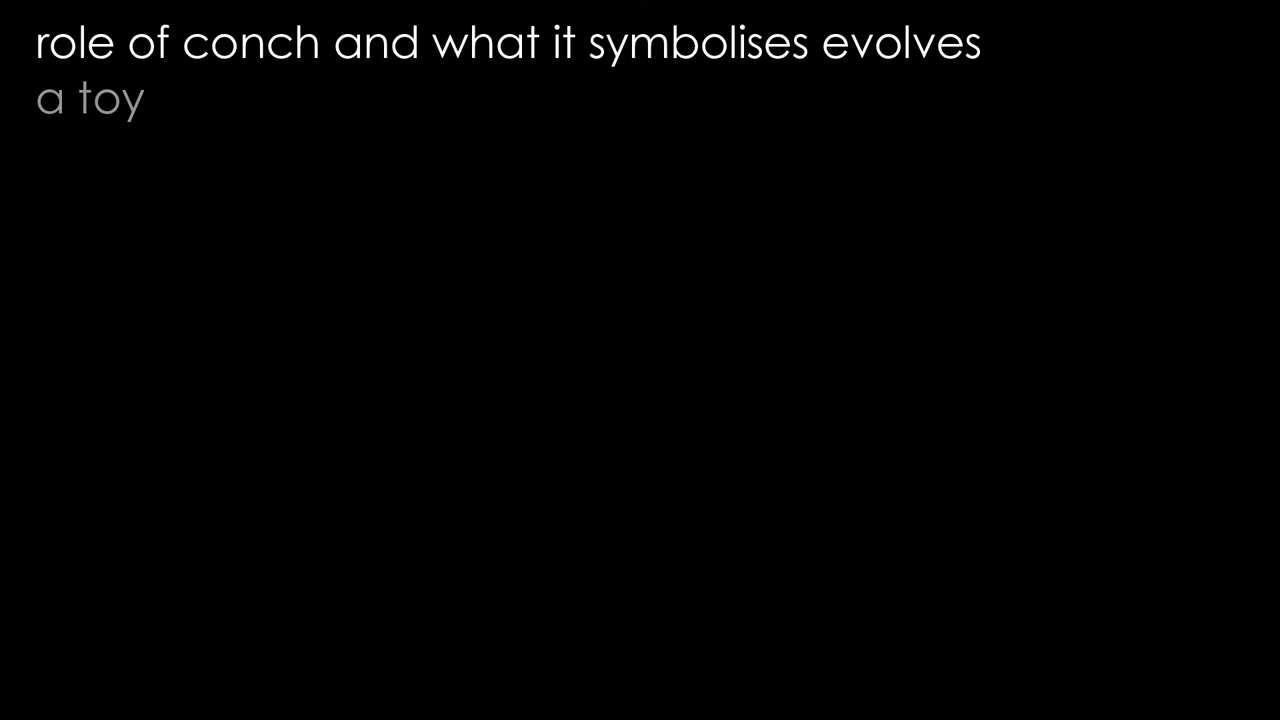 role of conch and what it symbolises evolves
a toy